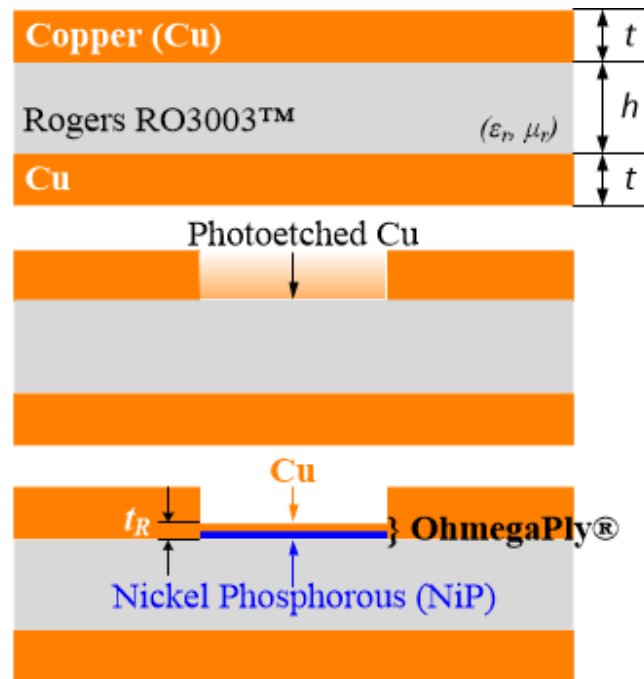 Copper (Cu)
t
Rogers RO3003™
(εr, μr)
h
Cu
t
Photoetched Cu
Cu
tR
} OhmegaPly®
Nickel Phosphorous (NiP)